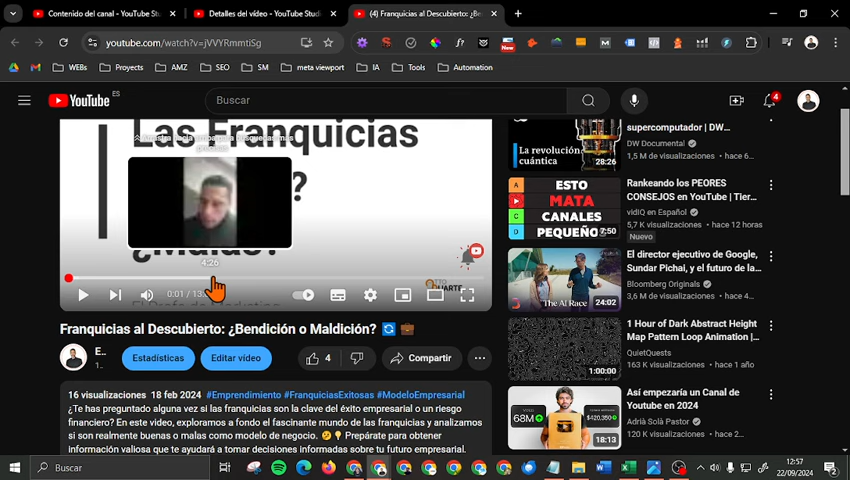 Contenido del canal - YouTube Stu
Detalles del vídeo - YouTube Stud
(4) Franquicias al Descubierto: ¿Be
youtube.com/watch?v=jVVYRmmtiSg
New
WEBs
Proyects
AMZ
SEO
SM
meta viewport
IA
Tools
Automation
YouTube ES
Buscar
4
Las Franquicias
?
4:26
0:01 / 13
Franquicias al Descubierto: ¿Bendición o Maldición?
E...
1...
Estadísticas
Editar vídeo
4
Compartir
16 visualizaciones 18 feb 2024 #Emprendimiento #FranquiciasExitosas #ModeloEmpresarial
¿Te has preguntado alguna vez si las franquicias son la clave del éxito empresarial o un riesgo
financiero? En este video, exploramos a fondo el fascinante mundo de las franquicias y analizamos
si son realmente buenas o malas como modelo de negocio. Prepárate para obtener
información valiosa que te ayudará a tomar decisiones informadas sobre tu futuro empresarial.
La revolución
cuántica
28:26
supercomputador | DW...
DW Documental
1,5 M de visualizaciones • hace 6...
A
C
D
ESTO
MATA
CANALES
PEQUEÑO
7:50
Rankeando los PEORES
CONSEJOS en YouTube | Tier...
vidIQ en Español
5,7 K visualizaciones • hace 12 horas
Nuevo
The AI Race
24:02
El director ejecutivo de Google,
Sundar Pichai, y el futuro de la...
Bloomberg Originals
3,6 M de visualizaciones • hace 4...
1:00:00
1 Hour of Dark Abstract Height
Map Pattern Loop Animation |...
QuietQuests
163 K visualizaciones • hace 1 año
68M
$420.350
18:13
Así empezaría un Canal de
Youtube en 2024
Adrià Solà Pastor
120 K visualizaciones • hace 2...
Buscar
12:57
22/09/2024
2